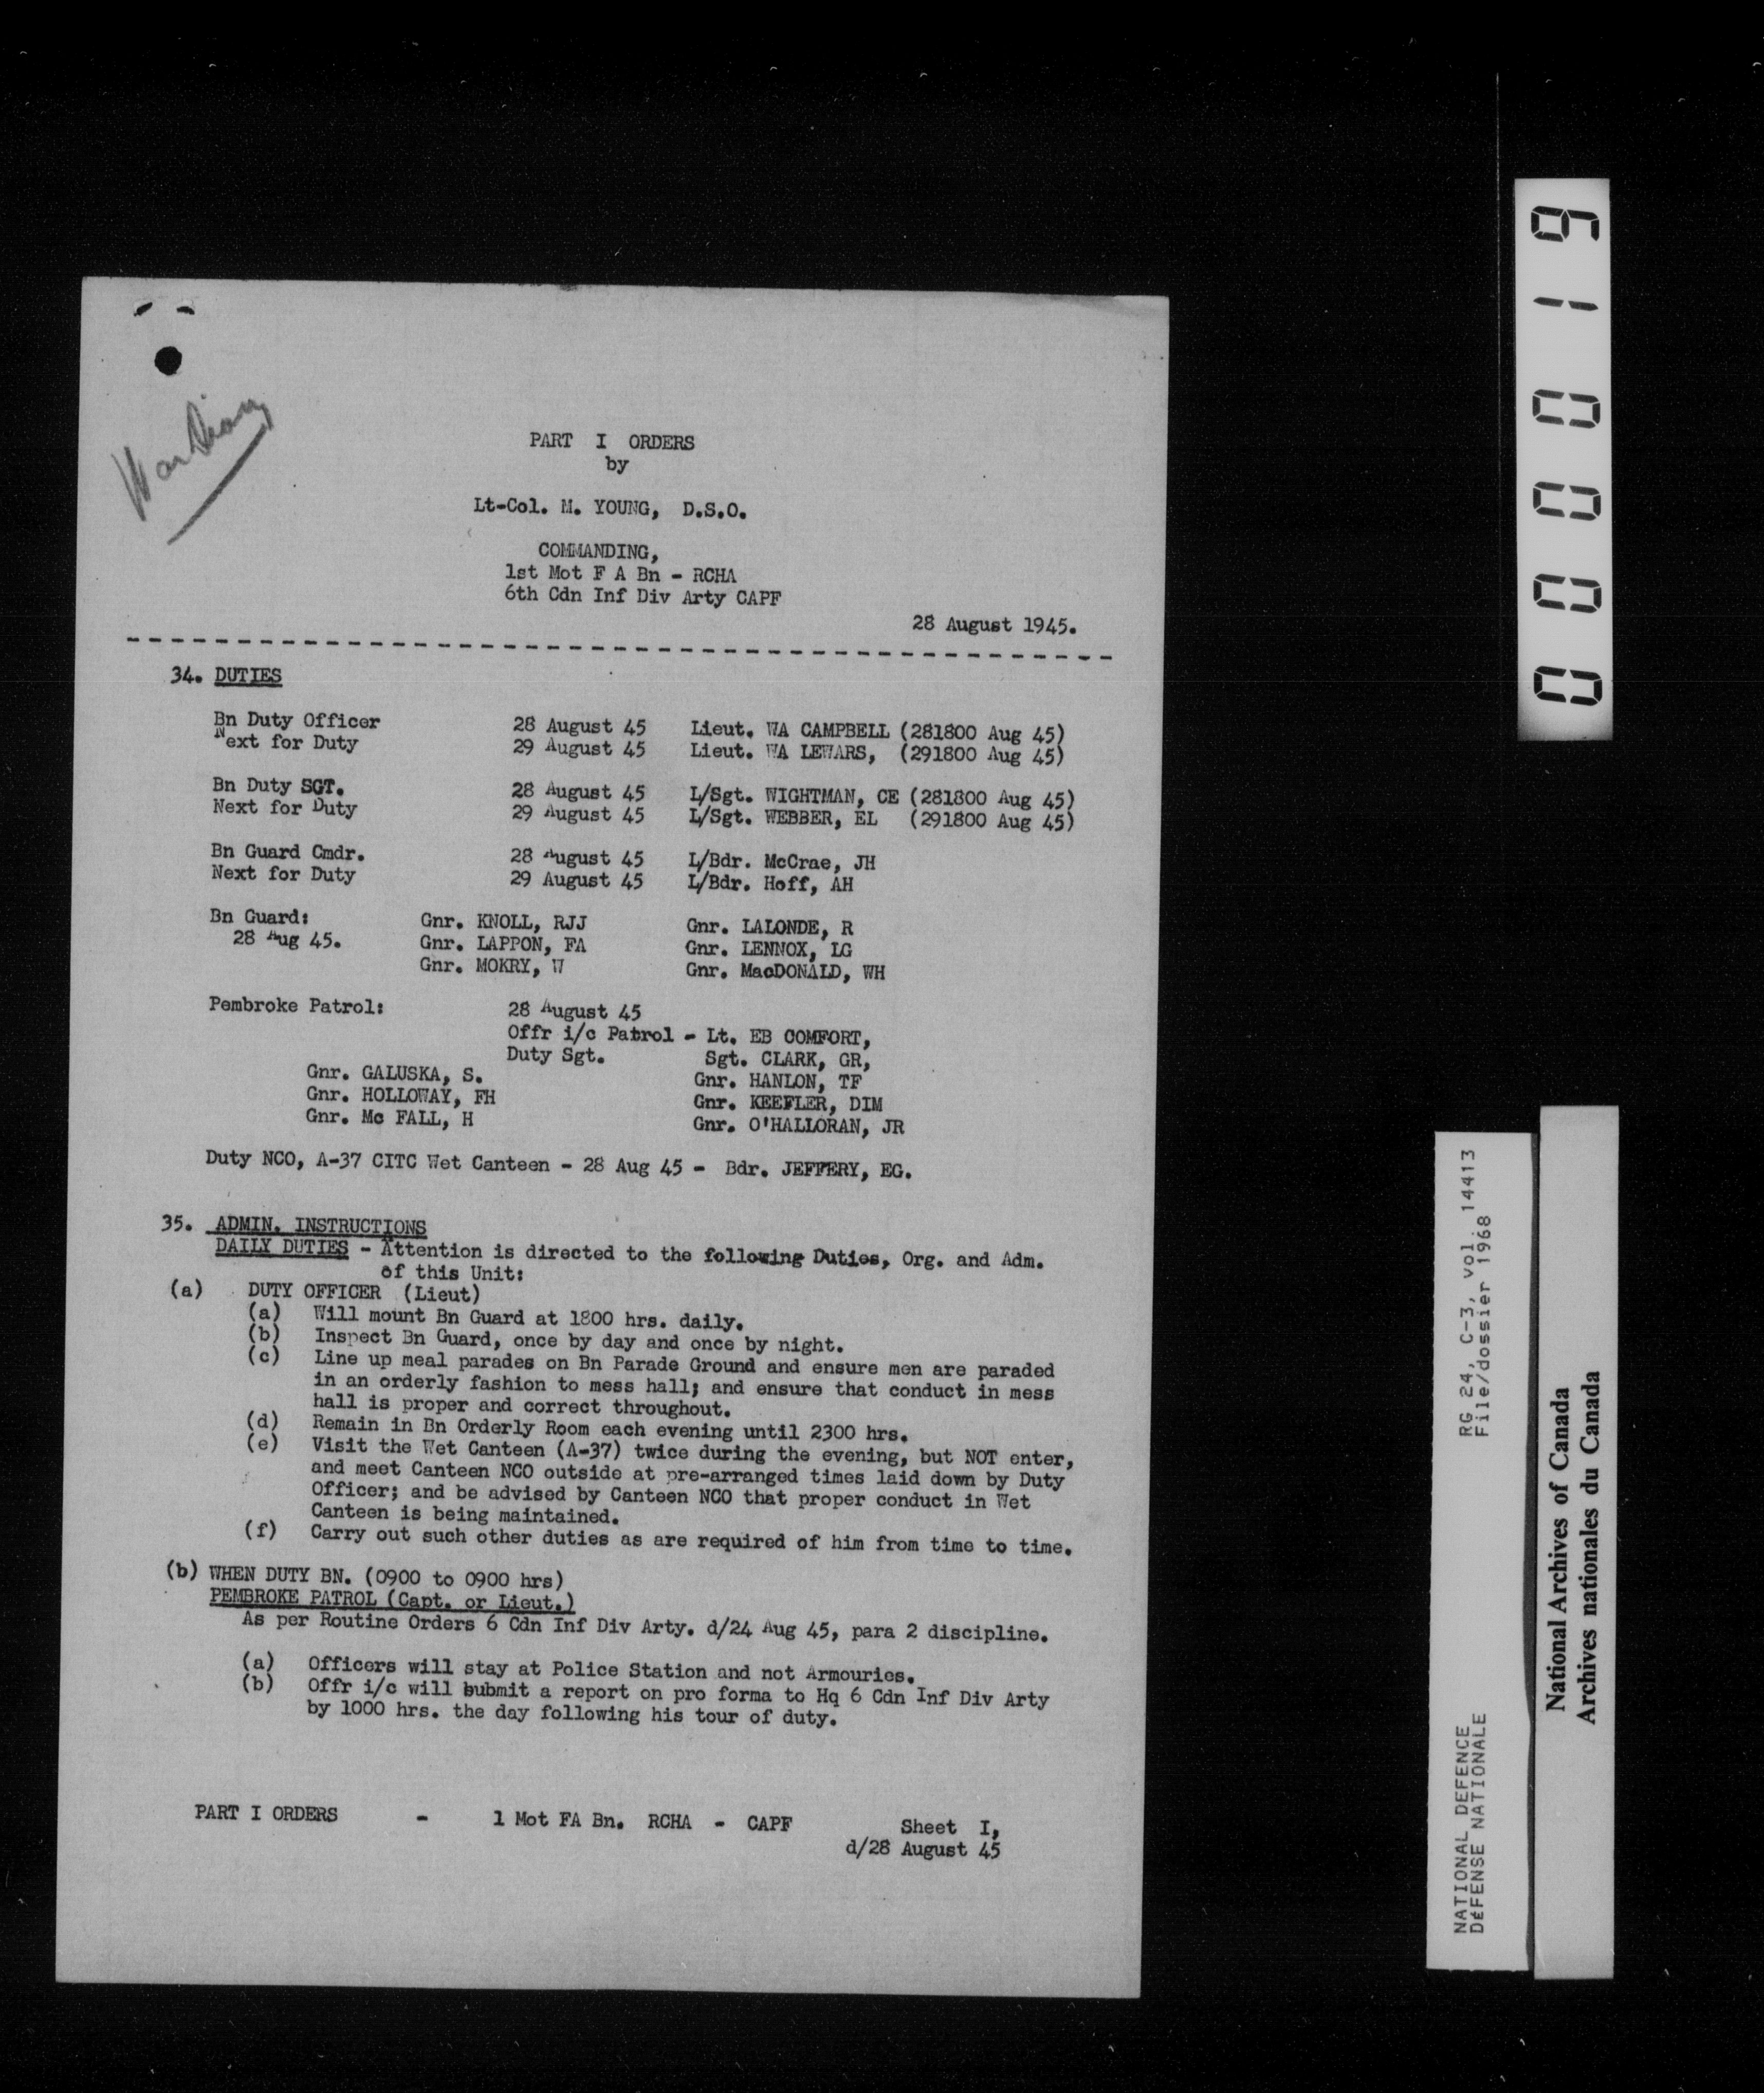 War Diary
PART I ORDERS
by
Lt-Col. M. YOUNG, D.S.O.
COMMANDING,
1st Mot F A Bn - RCHA
6th Cdn Inf Div Arty CAPF
28 August 1945.
34. DUTIES
Bn Duty Officer 28 August 45 Lieut. WA CAMPBELL (281800 Aug 45)
Next for Duty 29 August 45 Lieut. WA LEWARS, (291800 Aug 45)
Bn Duty SGT. 28 August 45 L/Sgt. WIGHTMAN, CE (281800 Aug 45)
Next for Duty 29 August 45 L/Sgt. WEBBER, EL (291800 Aug 45)
Bn Guard Cmdr. 28 August 45 L/Bdr. McCrae, JH
Next for Duty 29 August 45 L/Bdr. Hoff, AH
Bn Guard: Gnr. KNOLL, RJJ Gnr. LALONDE, R
28 Aug 45. Gnr. LAPPON, FA Gnr. LENNOX, LG
Gnr. MOKRY, W Gnr. MacDONALD, WH
Pembroke Patrol: 28 August 45
Offr i/c Patrol - Lt. EB COMFORT,
Duty Sgt. Sgt. CLARK, GR,
Gnr. GALUSKA, S. Gnr. HANLON, TF
Gnr. HOLLOWAY, FH Gnr. KEEFLER, DIM
Gnr. Mc FALL, H Gnr. O'HALLORAN, JR
Duty NCO, A-37 CITC Wet Canteen - 28 Aug 45 - Bdr. JEFFERY, EG.
35. ADMIN. INSTRUCTIONS
DAILY DUTIES - Attention is directed to the following Duties, Org. and Adm.
of this Unit:
(a) DUTY OFFICER (Lieut)
(a) Will mount Bn Guard at 1800 hrs. daily.
(b) Inspect Bn Guard, once by day and once by night.
(c) Line up meal parades on Bn Parade Ground and ensure men are paraded
in an orderly fashion to mess hall; and ensure that conduct in mess
hall is proper and correct throughout.
(d) Remain in Bn Orderly Room each evening until 2300 hrs.
(e) Visit the Wet Canteen (A-37) twice during the evening, but NOT enter,
and meet Canteen NCO outside at pre-arranged times laid down by Duty
Officer; and be advised by Canteen NCO that proper conduct in Wet
Canteen is being maintained.
(f) Carry out such other duties as are required of him from time to time.
(b) WHEN DUTY BN. (0900 to 0900 hrs)
PEMBROKE PATROL (Capt. or Lieut.)
As per Routine Orders 6 Cdn Inf Div Arty. d/24 Aug 45, para 2 discipline.
(a) Officers will stay at Police Station and not Armouries.
(b) Offr i/c will submit a report on pro forma to Hq 6 Cdn Inf Div Arty
by 1000 hrs. the day following his tour of duty.
PART I ORDERS - 1 Mot FA Bn. RCHA - CAPF Sheet I,
d/28 August 45
000019
NATIONAL DEFENCE RG 24, C-3, vol. 14413
DÉFENSE NATIONALE File/dossier 1968
National Archives of Canada
Archives nationales du Canada